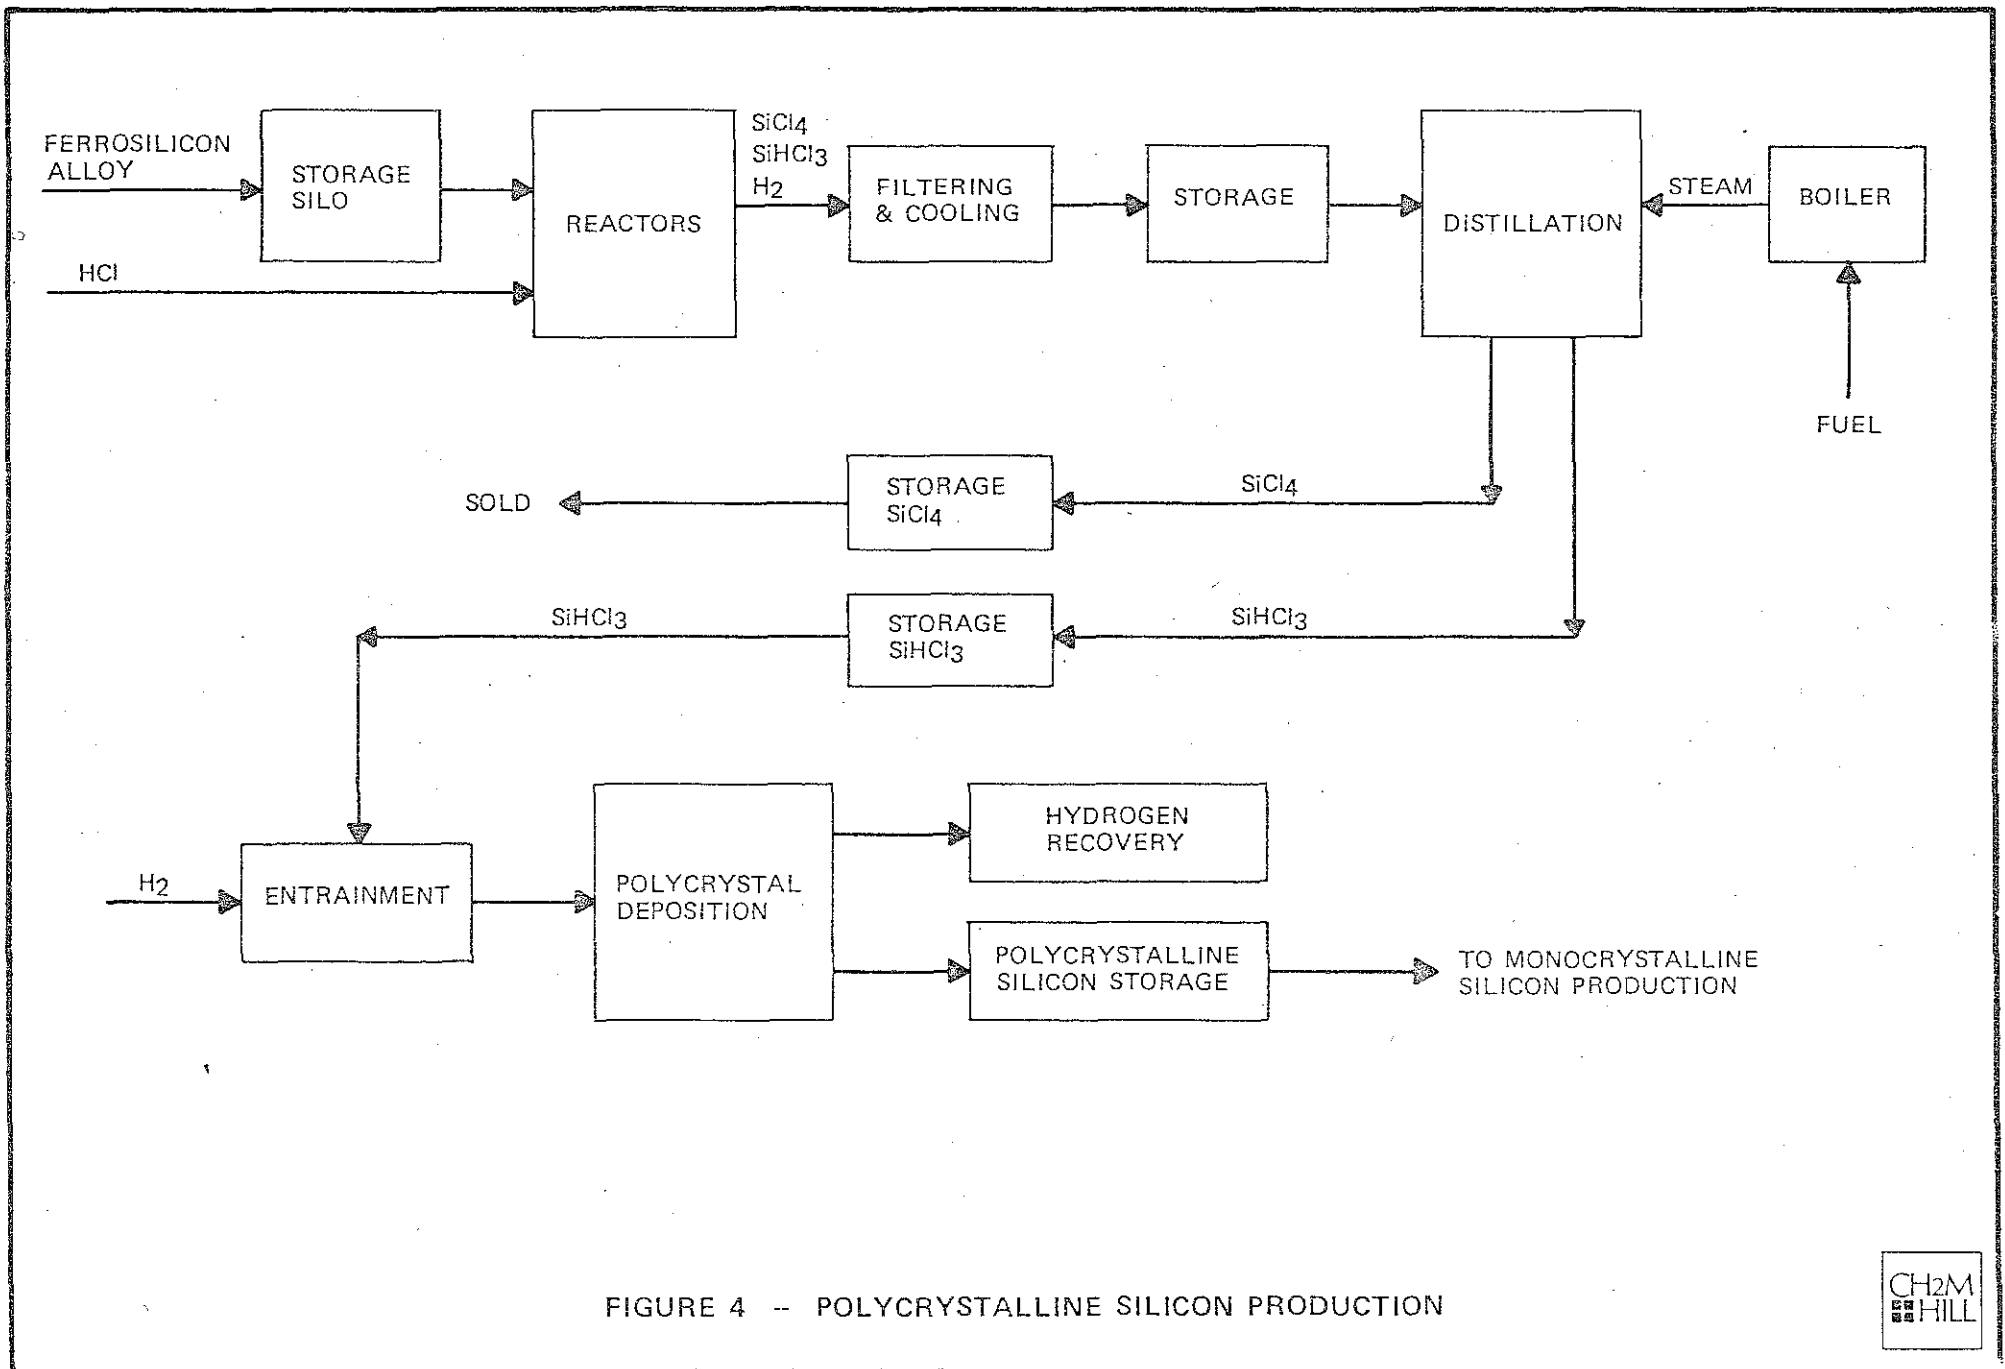 FERROSILICON
ALLOY
STORAGE
SILO
HCl
REACTORS
SiCl4
SiHCl3
H2
FILTERING
& COOLING
STORAGE
DISTILLATION
STEAM
BOILER
FUEL
SOLD
STORAGE
SiCl4
SiCl4
SiHCl3
STORAGE
SiHCl3
SiHCl3
H2
ENTRAINMENT
POLYCRYSTAL
DEPOSITION
HYDROGEN
RECOVERY
POLYCRYSTALLINE
SILICON STORAGE
TO MONOCRYSTALLINE
SILICON PRODUCTION
FIGURE 4 -- POLYCRYSTALLINE SILICON PRODUCTION
CH2M
HILL